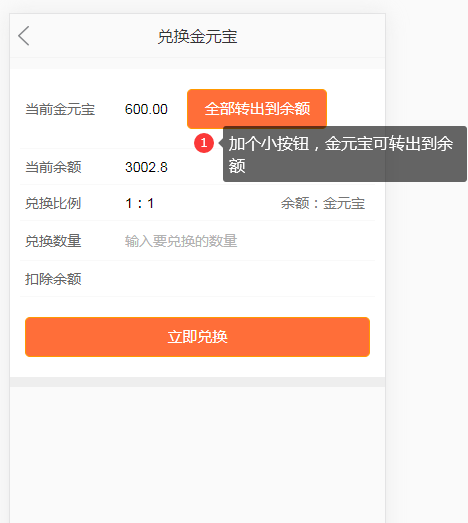 兑换金元宝
当前金元宝 600.00 全部转出到余额
1 加个小按钮，金元宝可转出到余
额
当前余额 3002.8
兑换比例 1：1 余额：金元宝
兑换数量 输入要兑换的数量
扣除余额
立即兑换